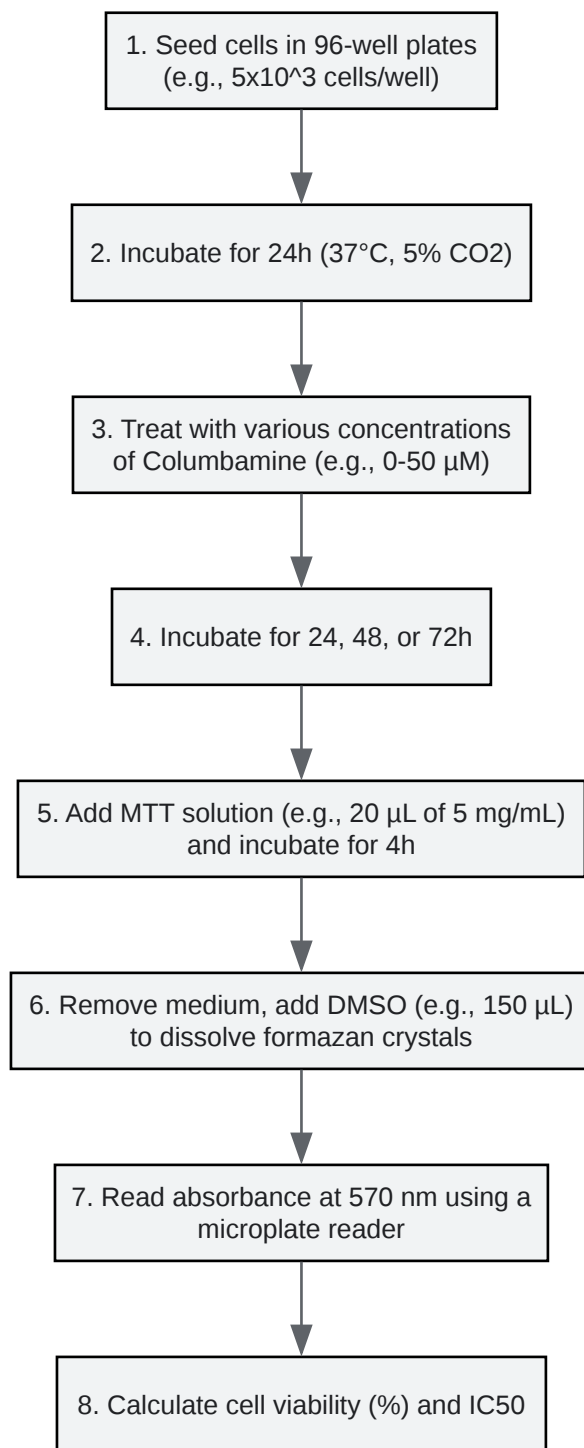 1. Seed cells in 96-well plates
(e.g., 5x10^3 cells/well)
2. Incubate for 24h (37°C, 5% CO2)
3. Treat with various concentrations
of Columbamine (e.g., 0-50 µM)
4. Incubate for 24, 48, or 72h
5. Add MTT solution (e.g., 20 µL of 5 mg/mL)
and incubate for 4h
6. Remove medium, add DMSO (e.g., 150 µL)
to dissolve formazan crystals
7. Read absorbance at 570 nm using a
microplate reader
8. Calculate cell viability (%) and IC50